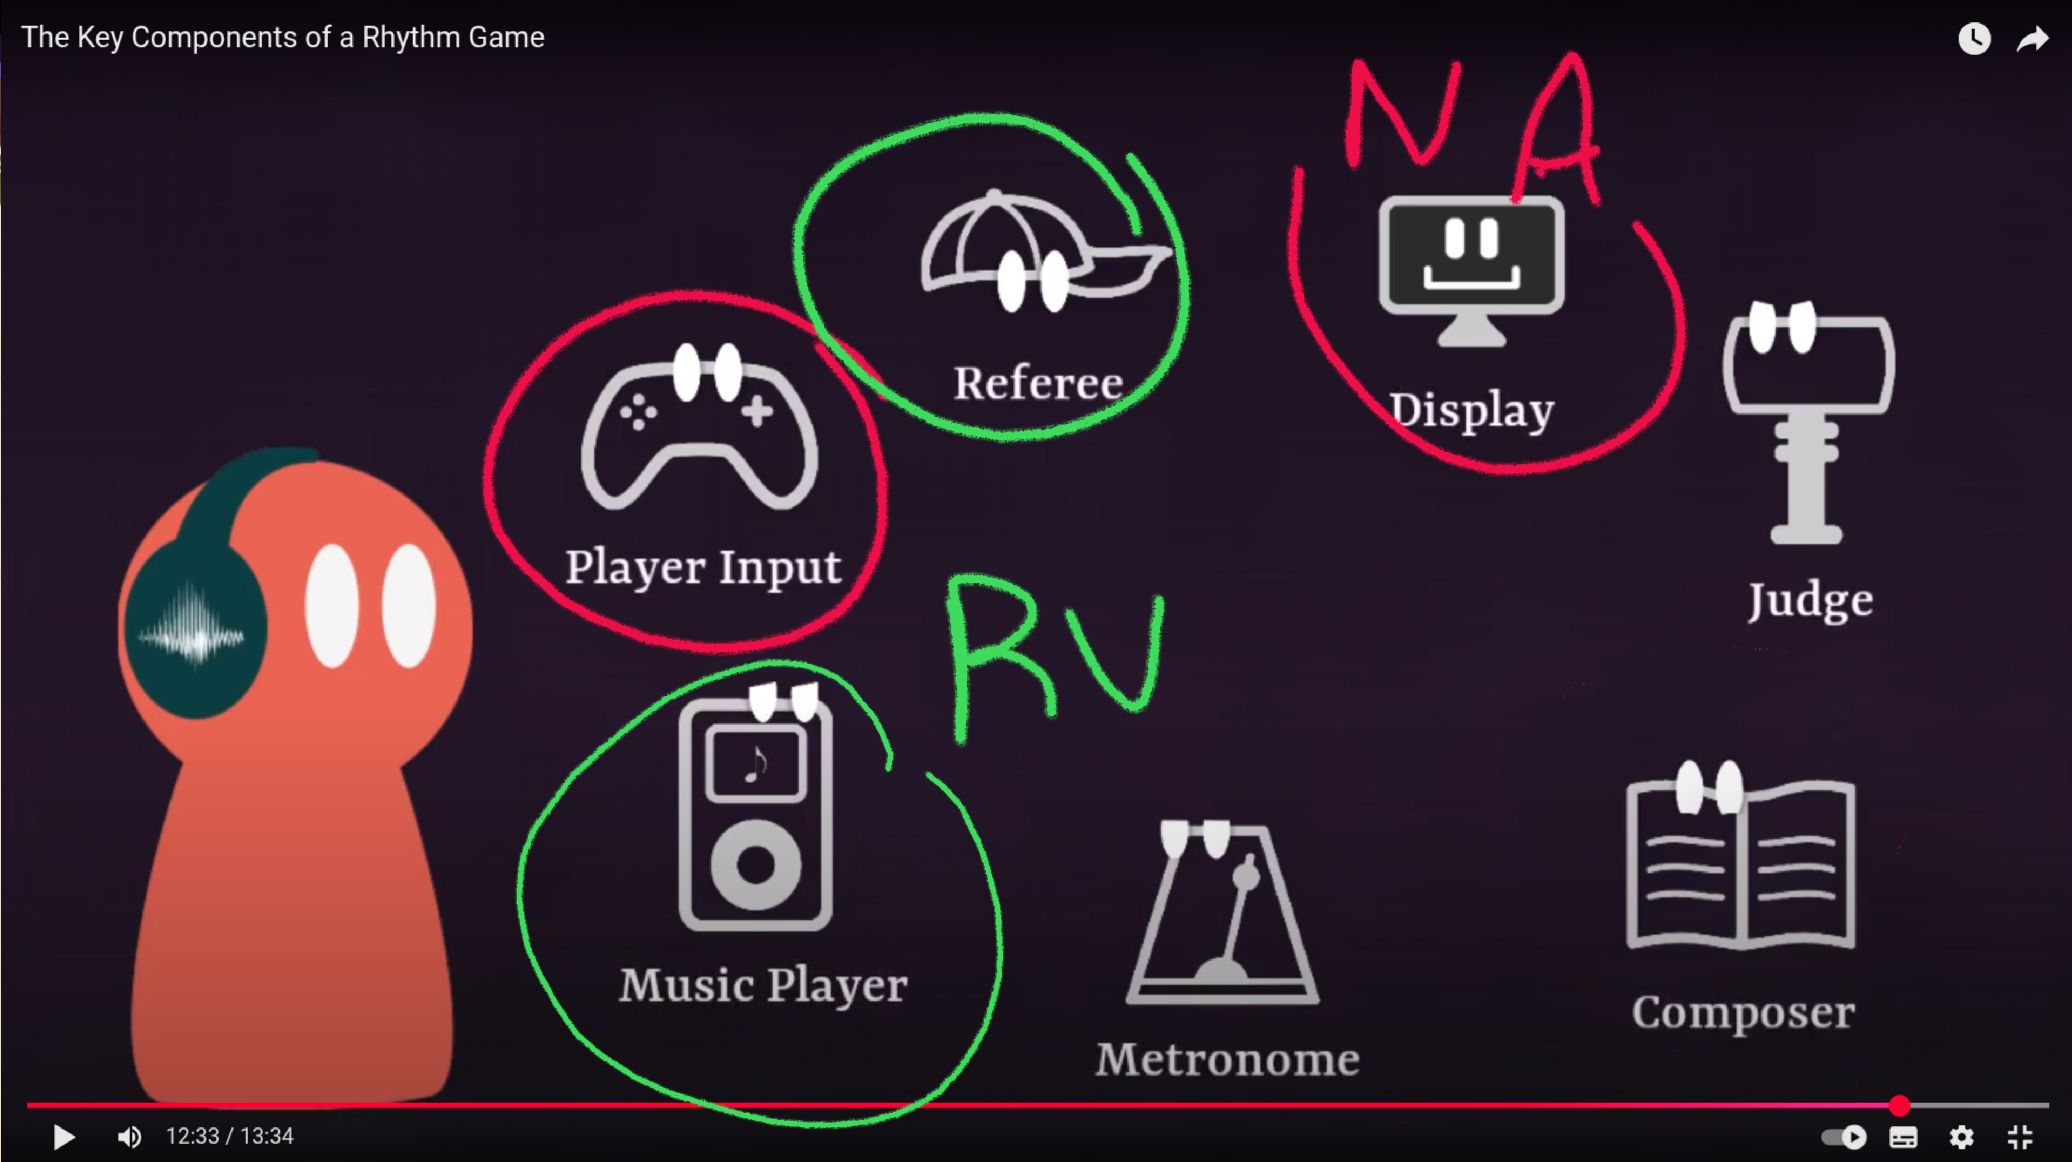 The Key Components of a Rhythm Game
NA
Referee
Display
Player Input
Judge
RV
Music Player
Composer
Metronome
12:33 / 13:34